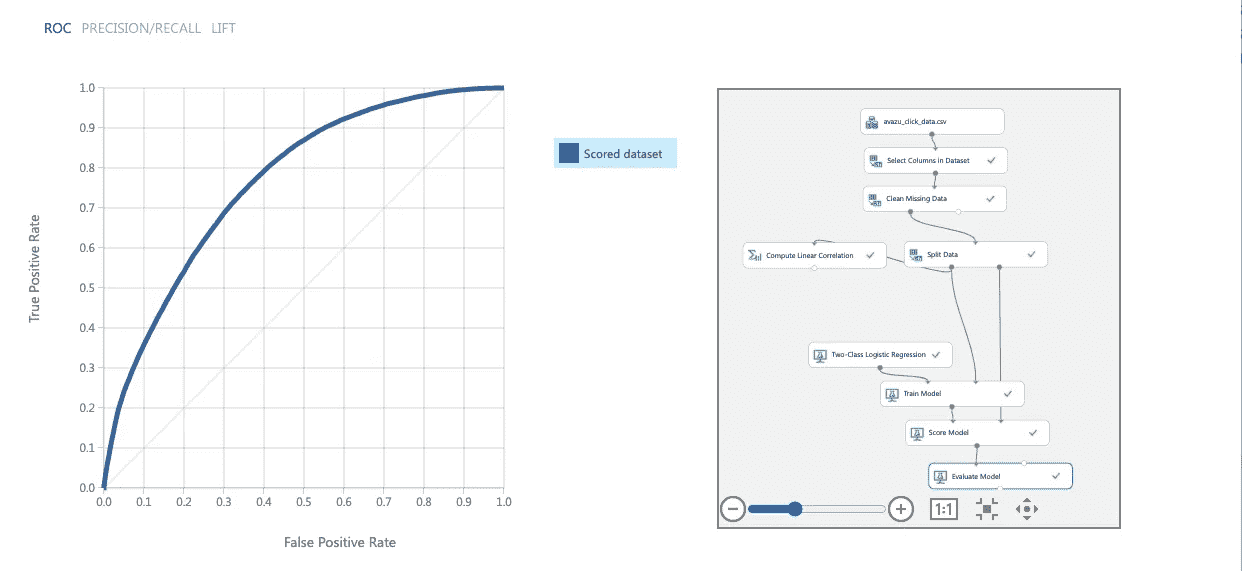 ROC PRECISION/RECALL LIFT
True Positive Rate
1.0
0.9
0.8
0.7
0.6
0.5
0.4
0.3
0.2
0.1
0.0
0.0 0.1 0.2 0.3 0.4 0.5 0.6 0.7 0.8 0.9 1.0
False Positive Rate
Scored dataset
avazu_click_data.csv
Select Columns in Dataset
Clean Missing Data
Compute Linear Correlation
Split Data
Two-Class Logistic Regression
Train Model
Score Model
Evaluate Model
1:1